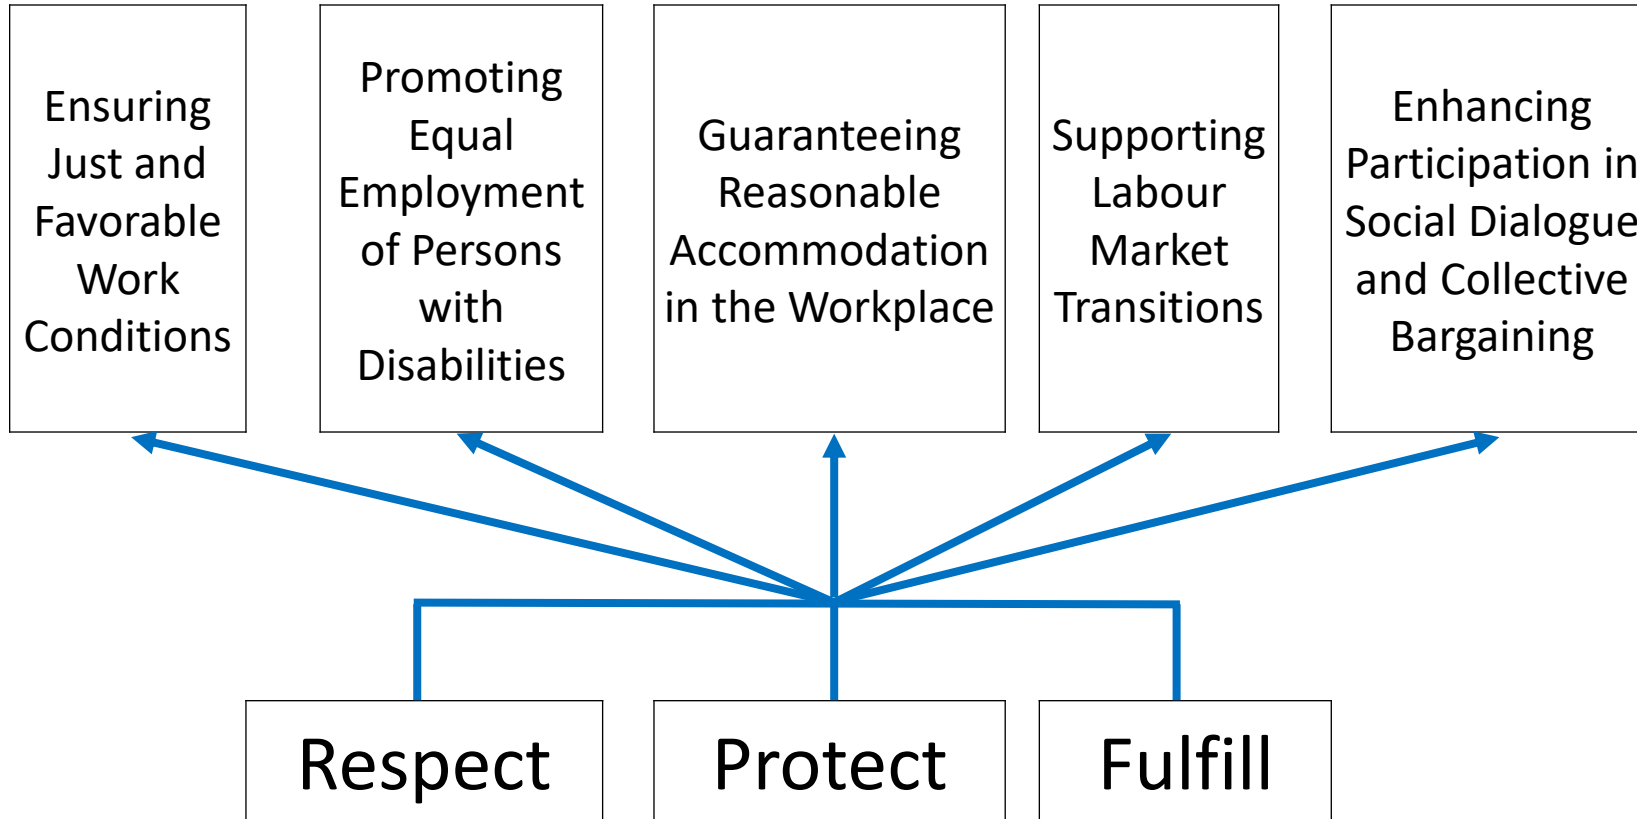 Ensuring
Just and
Favorable
Work
Conditions
Promoting
Equal
Employment
of Persons
with
Disabilities
Guaranteeing
Reasonable
Accommodation
in the Workplace
Supporting
Labour
Market
Transitions
Enhancing
Participation in
Social Dialogue
and Collective
Bargaining
Respect
Protect
Fulfill